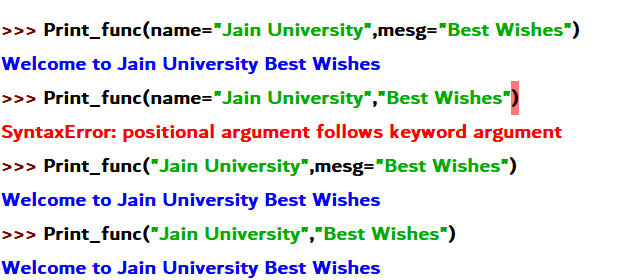 >>> Print_func(name="Jain University",mesg="Best Wishes")
Welcome to Jain University Best Wishes
>>> Print_func(name="Jain University","Best Wishes")
SyntaxError: positional argument follows keyword argument
>>> Print_func("Jain University",mesg="Best Wishes")
Welcome to Jain University Best Wishes
>>> Print_func("Jain University","Best Wishes")
Welcome to Jain University Best Wishes